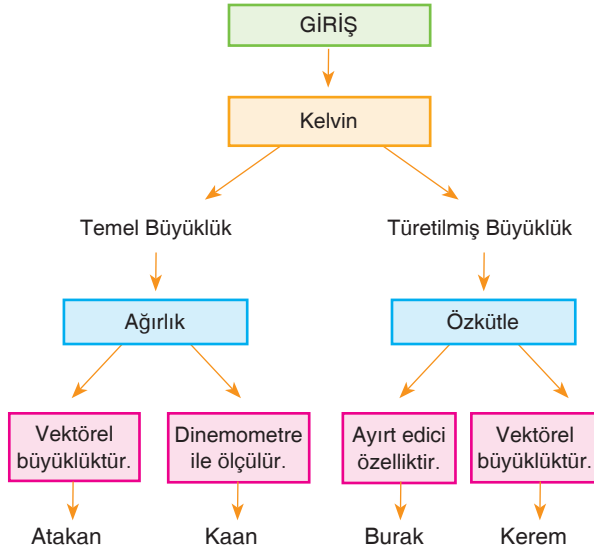 GİRİŞ
Kelvin
Temel Büyüklük
Türetilmiş Büyüklük
Ağırlık
Özkütle
Vektörel
büyüklüktür.
Dinemometre
ile ölçülür.
Ayırt edici
özelliktir.
Vektörel
büyüklüktür.
Atakan
Kaan
Burak
Kerem